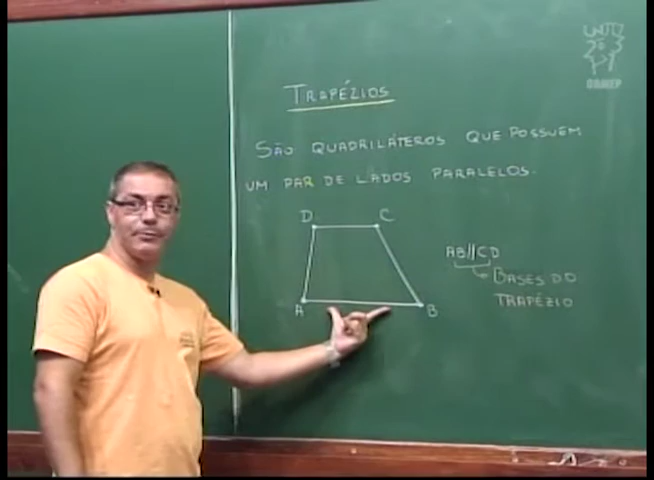 TRAPÉZIOS
SÃO QUADRILÁTEROS QUE POSSUEM
UM PAR DE LADOS PARALELOS.
D C
AB//CD
BASES DO
TRAPÉZIO
A B